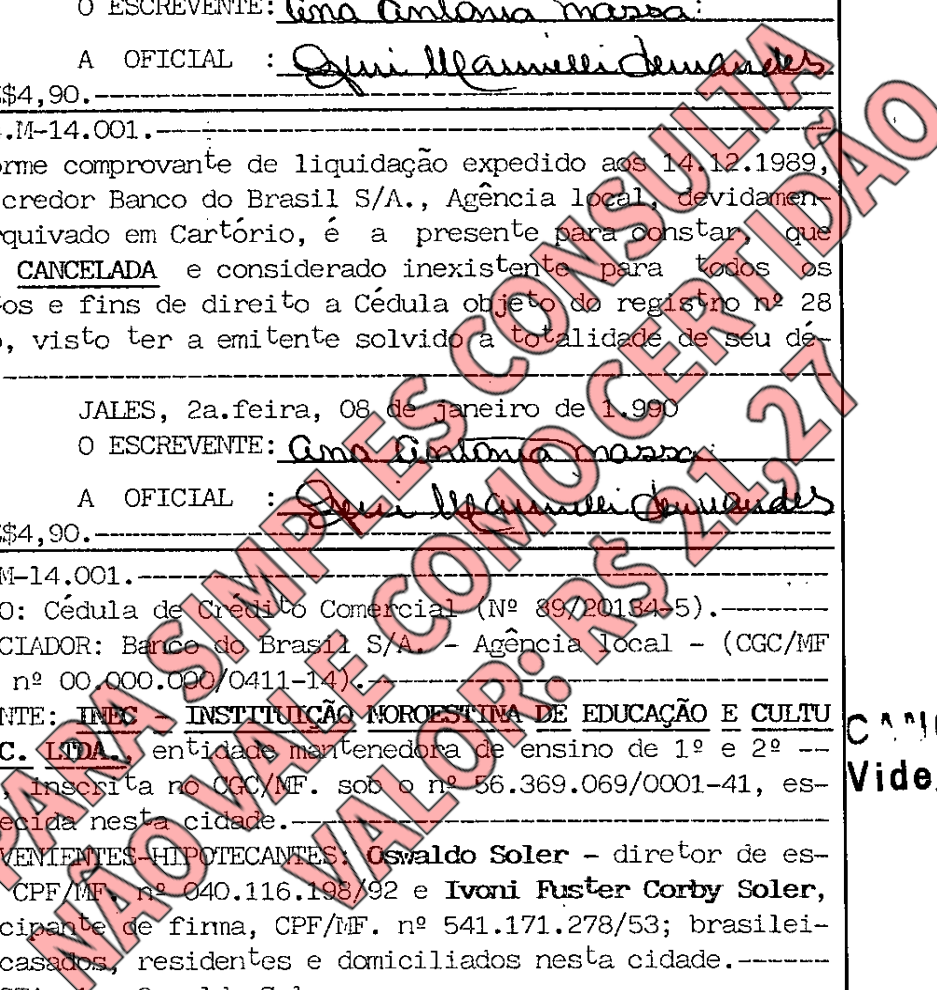 O ESCREVENTE: ana antonia massa:
A OFICIAL :
$4,90.---
.M-14.001.---
rme comprovante de liquidação expedido aos 14.12.1989,
credor Banco do Brasil S/A., Agência local, devidamen-
rquivado em Cartório, é a presente para constar, que
CANCELADA e considerado inexistente para todos os
tos e fins de direito a Cédula objeto do registro nº 28
, visto ter a emitente solvido a totalidade de seu dé-
---
JALES, 2a.feira, 08 de janeiro de 1.990
O ESCREVENTE: ana antonia massa:
A OFICIAL :
$4,90.---
M-14.001.---
O: Cédula de Crédito Comercial (Nº 89/20184-5).---
CIADOR: Banco do Brasil S/A. - Agência local - (CGC/MF
nº 00.000.000/0411-14).---
NTE: INEC - INSTITUIÇÃO NOROESTINA DE EDUCAÇÃO E CULTU
C. LTDA., entidade mantenedora de ensino de 1º e 2º --
, inscrita no CGC/MF. sob o nº 56.369.069/0001-41, es-
ecida nesta cidade.---
VENIENTES-HIPOTECANTES: Oswaldo Soler - diretor de es-
CPF/MF. nº 040.116.198/92 e Ivoni Fuster Corby Soler,
cipante de firma, CPF/MF. nº 541.171.278/53; brasilei-
casados, residentes e domiciliados nesta cidade.---
Vide
PARA SIMPLES CONSULTA
NÃO VALE COMO CERTIDÃO
VALOR: R$ 21,27